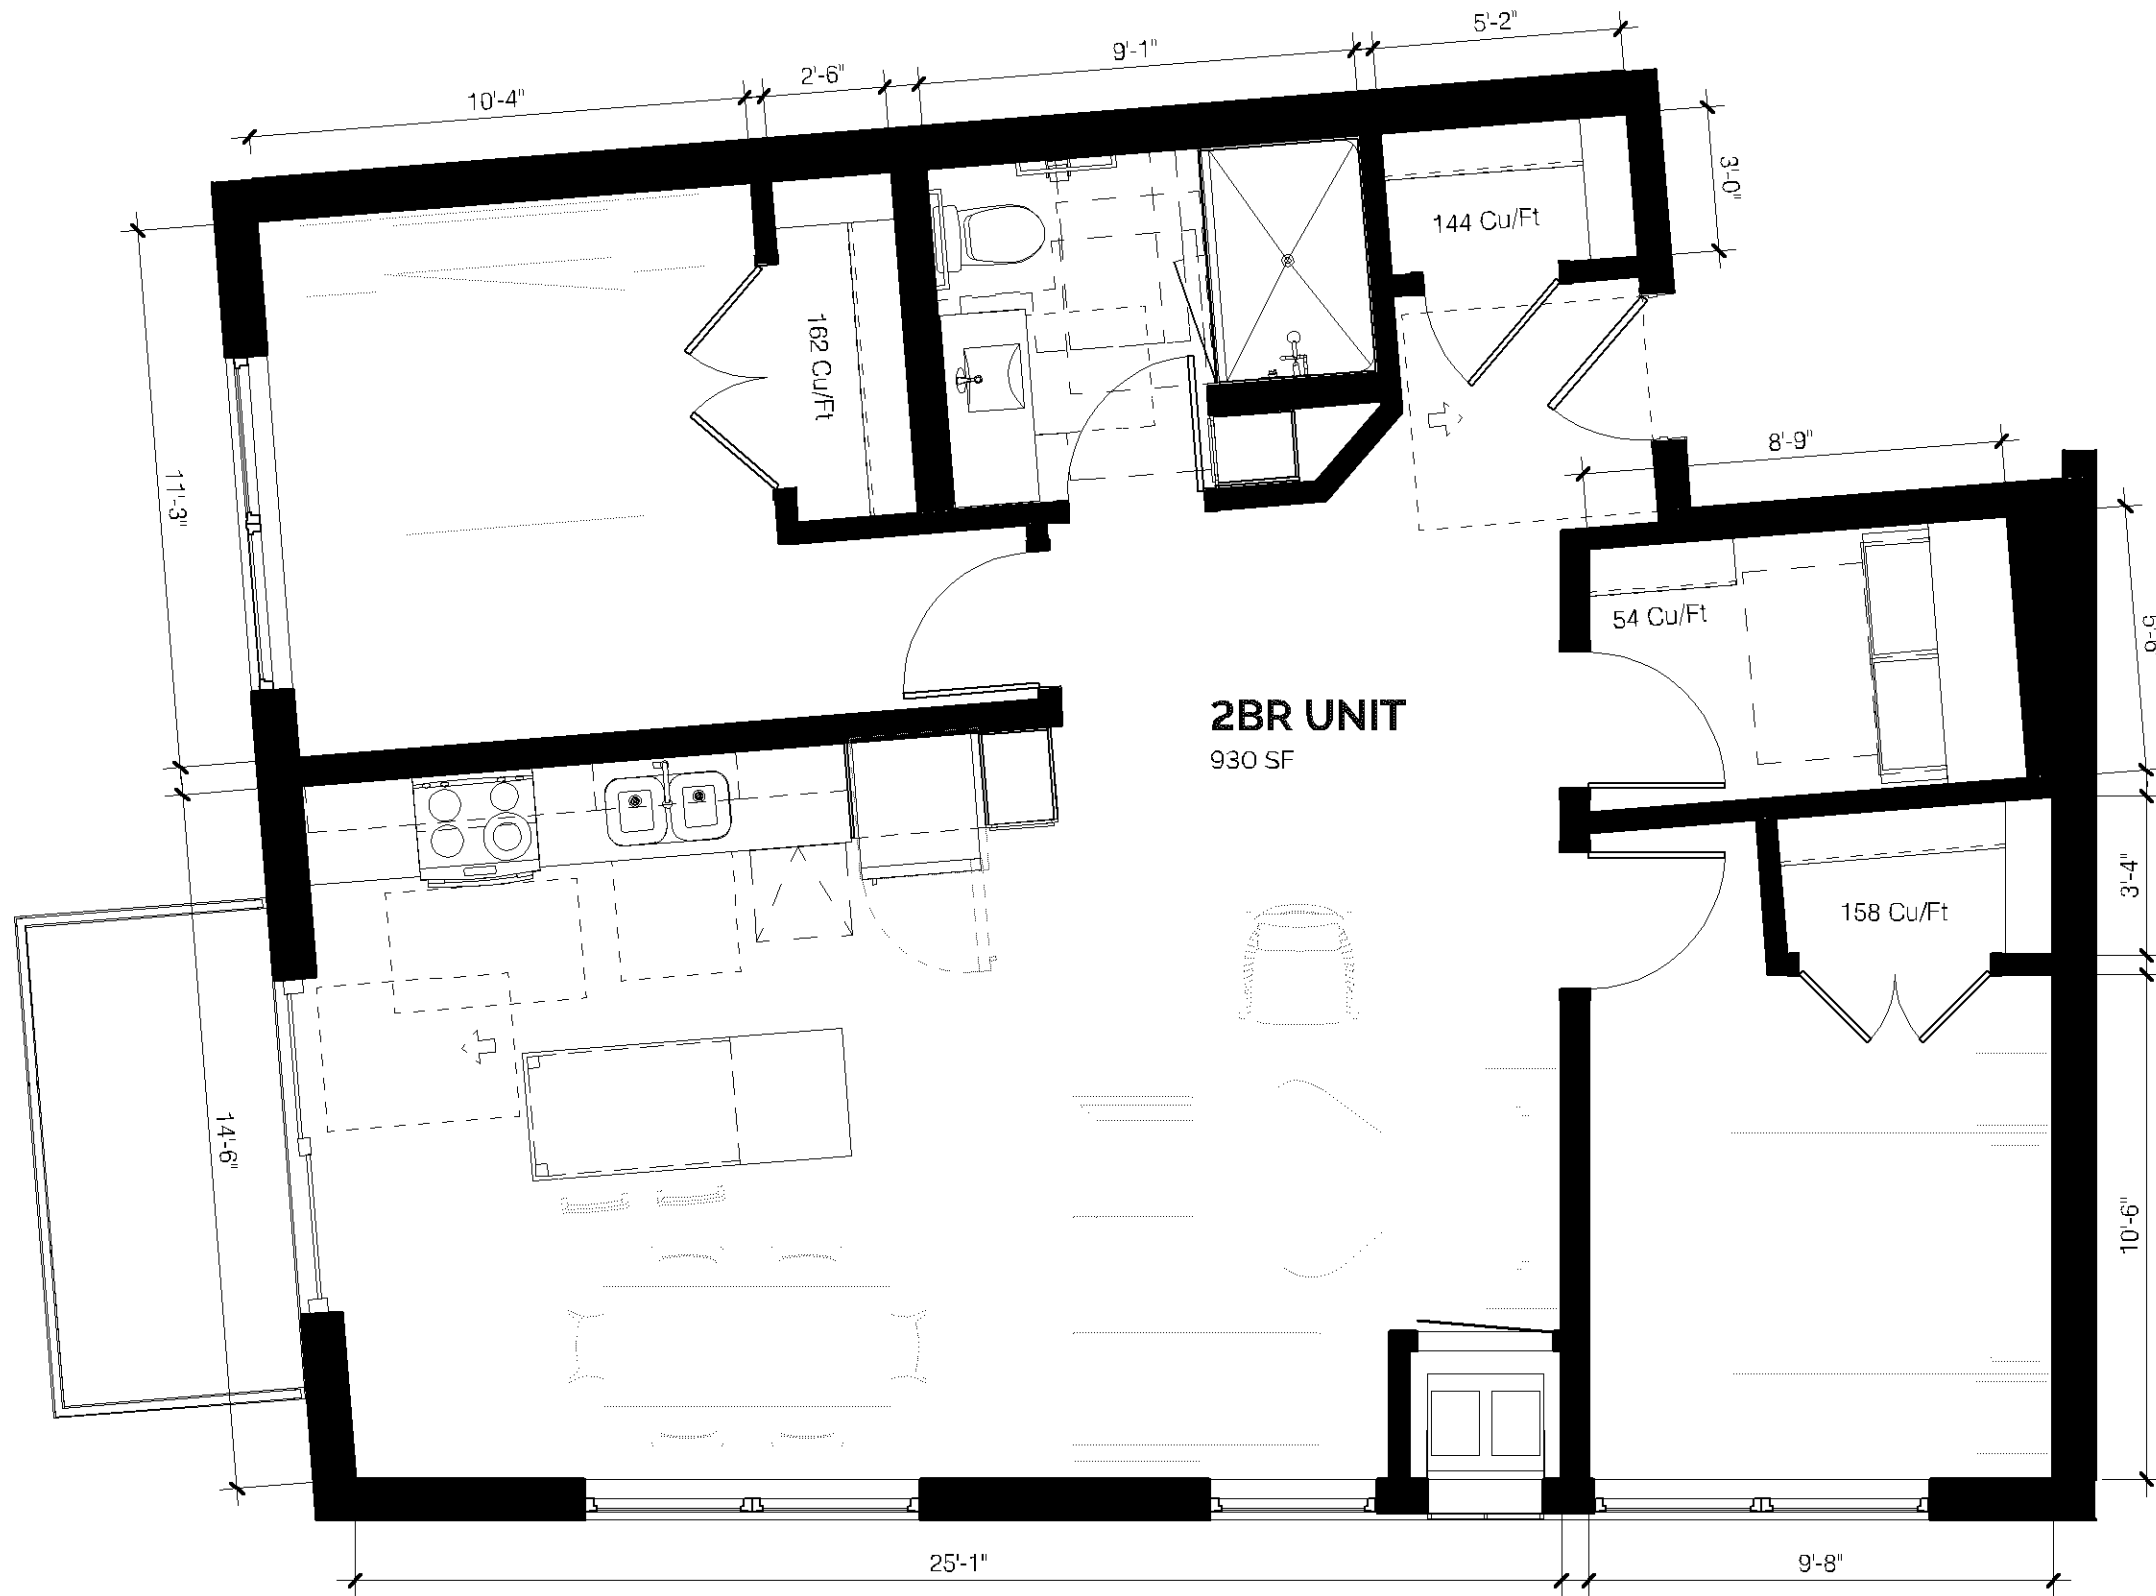 5'-2"
9'-1"
2'-6"
10'-4"
3'-0"
144 Cu/Ft
162 Cu/Ft
8'-9"
11'-3"
54 Cu/Ft
2BR UNIT
930 SF
3'-4"
158 Cu/Ft
14'-6"
10'-6"
25'-1"
9'-8"